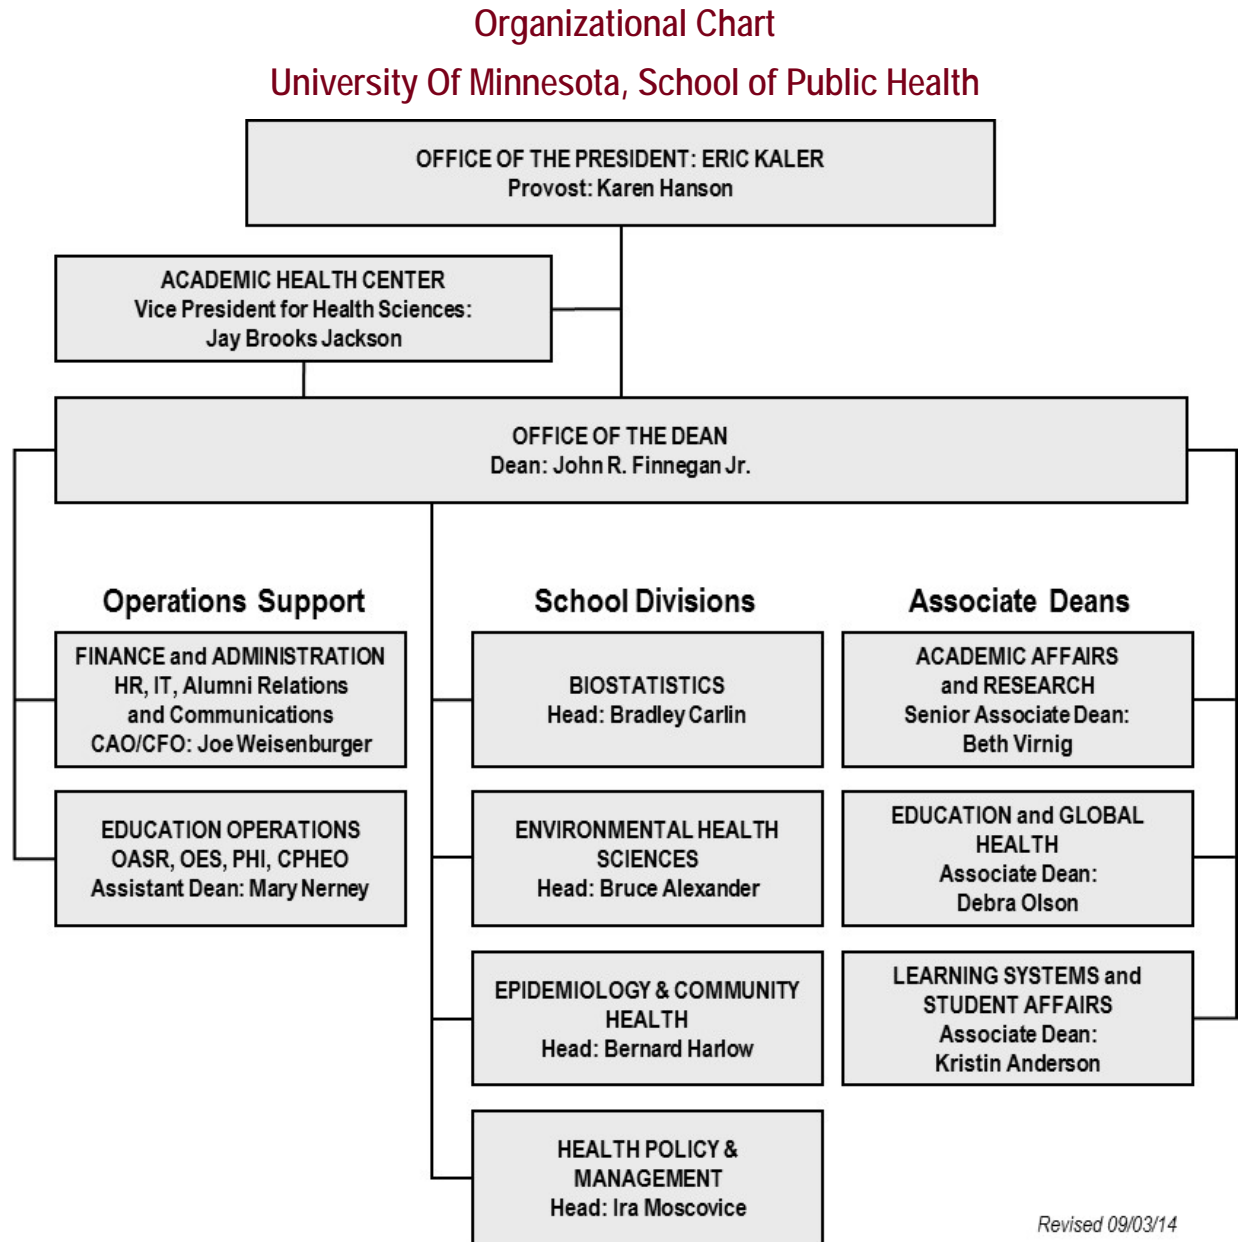 Organizational Chart
University Of Minnesota, School of Public Health
OFFICE OF THE PRESIDENT: ERIC KALER
Provost: Karen Hanson
ACADEMIC HEALTH CENTER
Vice President for Health Sciences:
Jay Brooks Jackson
OFFICE OF THE DEAN
Dean: John R. Finnegan Jr.
Operations Support
FINANCE and ADMINISTRATION
HR, IT, Alumni Relations
and Communications
CAO/CFO: Joe Weisenburger
EDUCATION OPERATIONS
OASR, OES, PHI, CPHEO
Assistant Dean: Mary Nerney
School Divisions
BIOSTATISTICS
Head: Bradley Carlin
ENVIRONMENTAL HEALTH
SCIENCES
Head: Bruce Alexander
EPIDEMIOLOGY & COMMUNITY
HEALTH
Head: Bernard Harlow
HEALTH POLICY &
MANAGEMENT
Head: Ira Moscovice
Associate Deans
ACADEMIC AFFAIRS
and RESEARCH
Senior Associate Dean:
Beth Virnig
EDUCATION and GLOBAL
HEALTH
Associate Dean:
Debra Olson
LEARNING SYSTEMS and
STUDENT AFFAIRS
Associate Dean:
Kristin Anderson
Revised 09/03/14